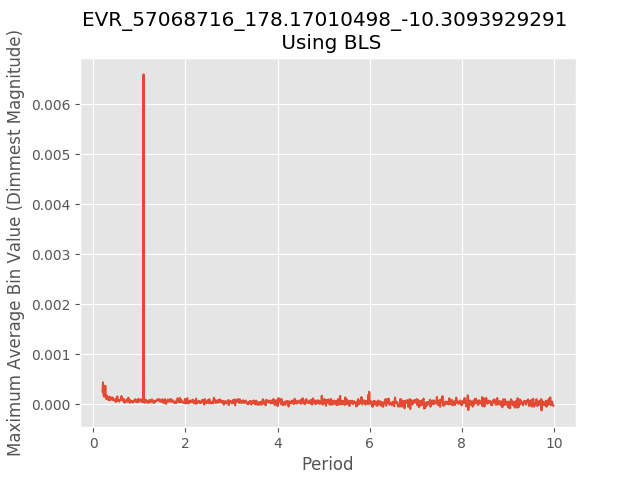 EVR_57068716_178.17010498_-10.3093929291
Using BLS
Maximum Average Bin Value (Dimmest Magnitude)
0.006
0.005
0.004
0.003
0.002
0.001
0.000
0 2 4 6 8 10
Period